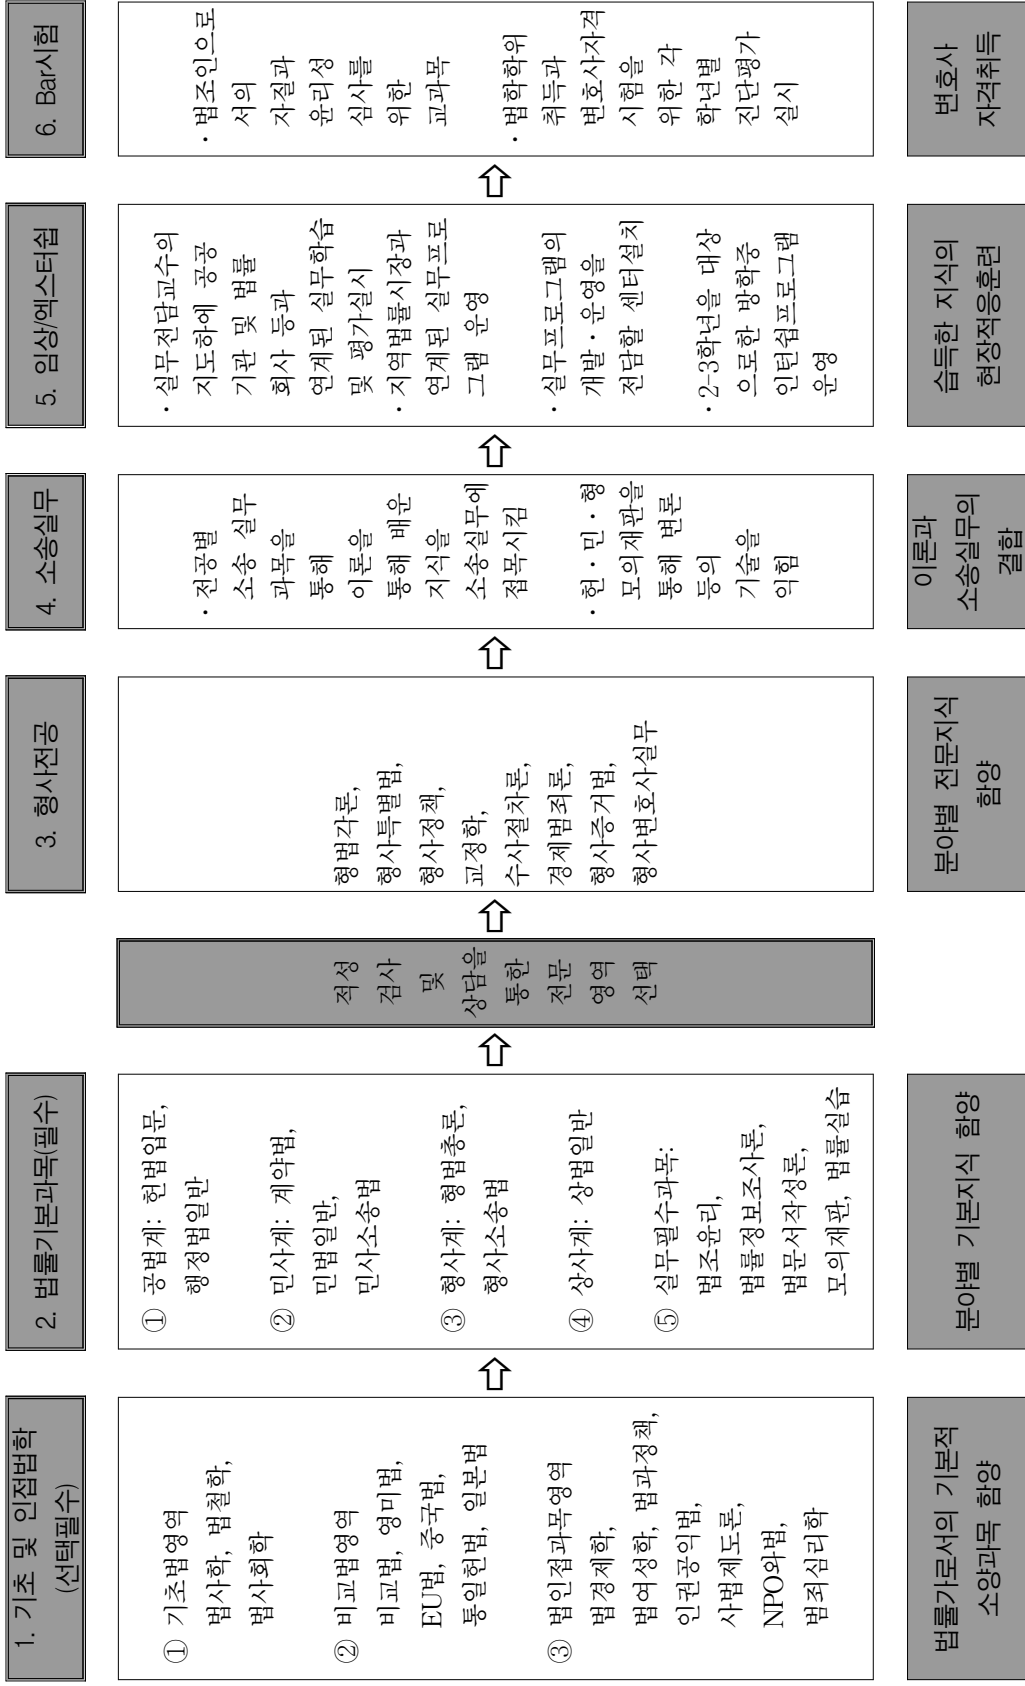 1. 기초 및 인접법학
(선택필수)
① 기초법영역
법사학, 법철학,
법사회학
② 비교법영역
비교법, 영미법,
EU법, 중국법,
통일헌법, 일본법
③ 법인접과목영역
법경제학,
법여성학, 법과정책,
인권공익법,
사법제도론,
NPO와법,
범죄심리학
법률가로서의 기본적
소양과목 함양
2. 법률기본과목(필수)
① 공법계: 헌법입문,
행정법일반
② 민사계: 계약법,
민법일반,
민사소송법
③ 형사계: 형법총론,
형사소송법
④ 상사계: 상법일반
⑤ 실무필수과목:
법조윤리,
법률정보조사론,
법문서작성론,
모의재판, 법률실습
분야별 기본지식 함양
적성
검사
및
상담을
통한
전문
영역
선택
3. 형사전공
형법각론,
형사특별법,
형사정책,
교정학,
수사절차론,
경제범죄론,
형사증거법,
형사변호사실무
분야별 전문지식
함양
4. 소송실무
· 전공별
소송 실무
과목을
통해
이론을
통해 배운
지식을
소송실무에
접목시킴
· 헌·민·형
모의재판을
통해 변론
등의
기술을
익힘
이론과
소송실무의
결합
5. 임상/엑스터쉽
· 실무전담교수의
지도하에 공공
기관 및 법률
회사 등과
연계된 실무학습
및 평가실시
· 지역법률시장과
연계된 실무프로
그램 운영
· 실무프로그램의
개발·운영을
전담할 센터설치
· 2-3학년을 대상
으로한 방학중
인턴쉽프로그램
운영
습득한 지식의
현장적응훈련
6. Bar시험
· 법조인으로
서의
자질과
윤리성
심사를
위한
교과목
· 법학학위
취득과
변호사자격
시험을
위한 각
학년별
진단평가
실시
변호사
자격취득